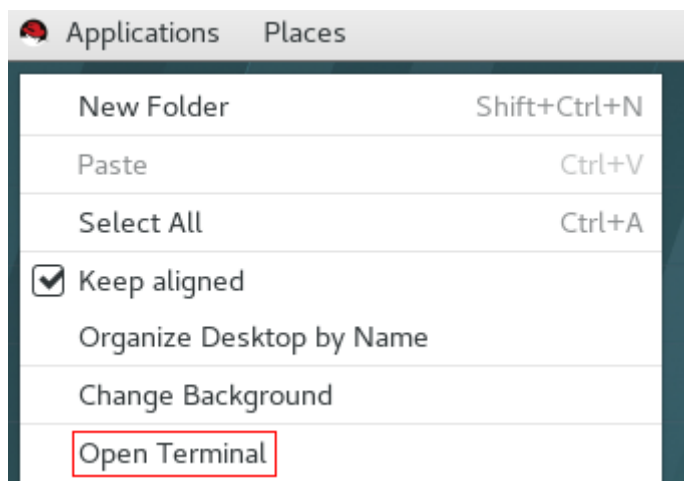 Applications Places
New Folder Shift+Ctrl+N
Paste Ctrl+V
Select All Ctrl+A
Keep aligned
Organize Desktop by Name
Change Background
Open Terminal